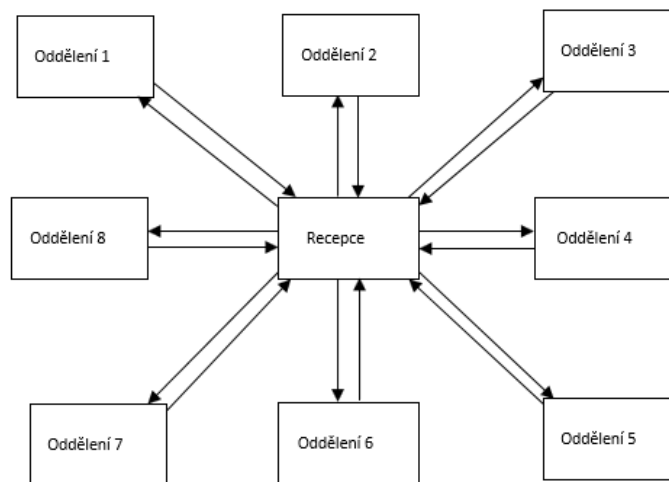 Oddělení 1
Oddělení 2
Oddělení 3
Oddělení 8
Recepce
Oddělení 4
Oddělení 7
Oddělení 6
Oddělení 5